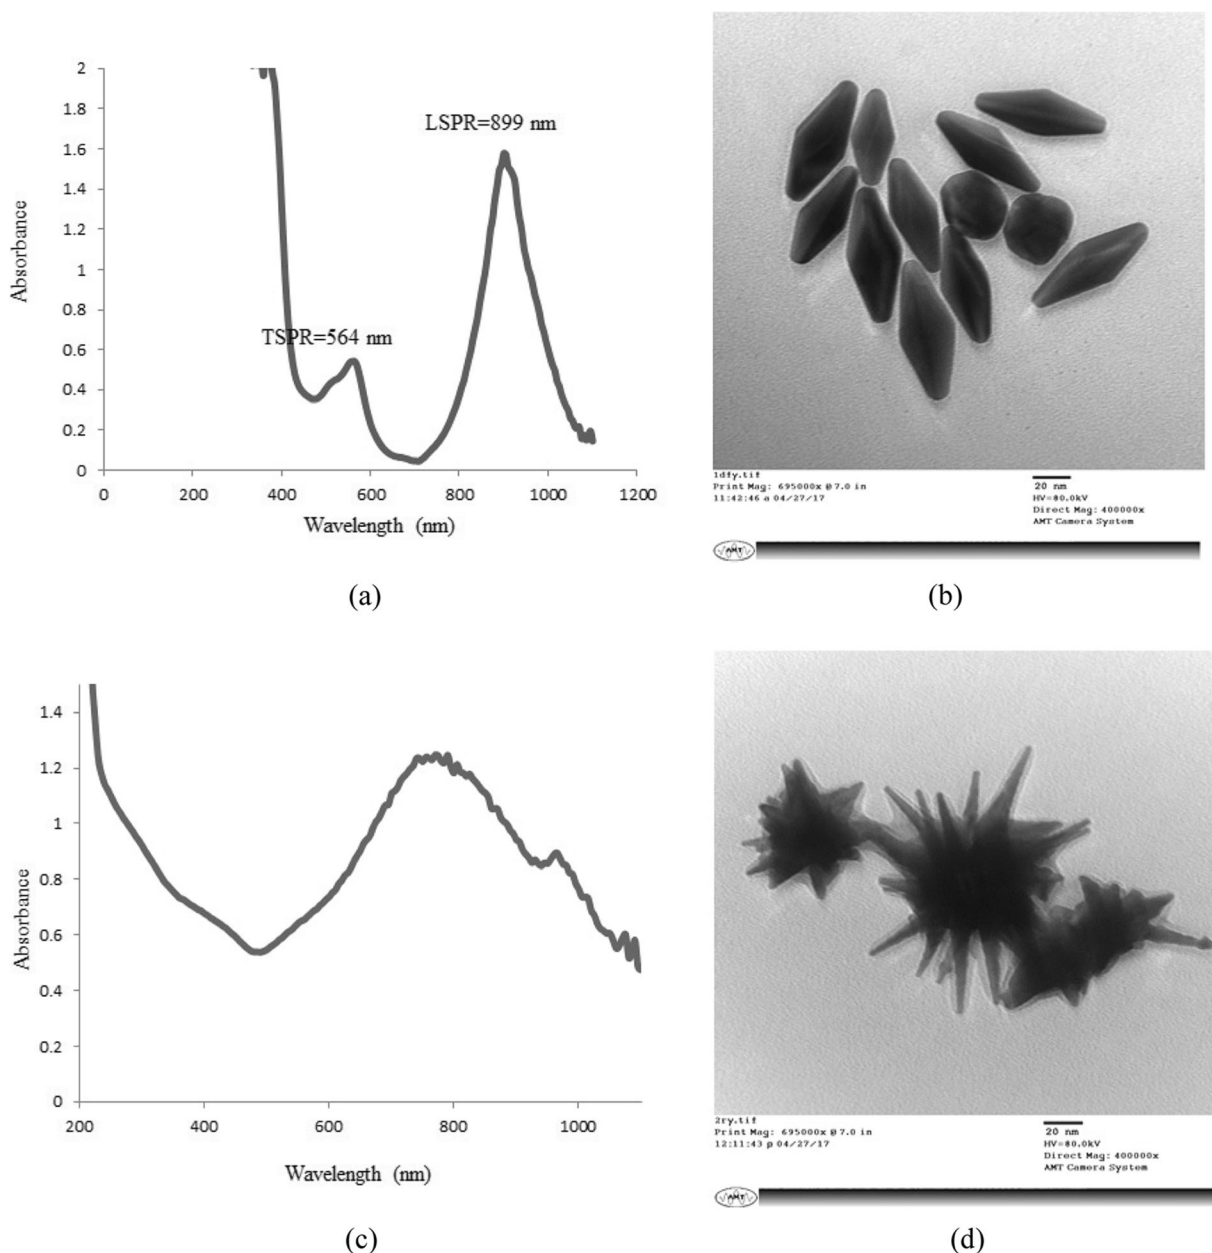 2
1.8
LSPR=899 nm
1.6
1.4
1.2
1
0.8
TSPR=564 nm
0.6
0.4
0.2
0
0 200 400 600 800 1000 1200
Absorbance
Wavelength (nm)
(a)
1dfy.tif
Print Mag: 695000x @ 7.0 in
11:42:46 a 04/27/17
20 nm
HV=80.0kV
Direct Mag: 400000x
AMT Camera System
AMT
(b)
1.4
1.2
1
0.8
0.6
0.4
0.2
0
200 400 600 800 1000
Absorbance
Wavelength (nm)
(c)
2ry.tif
Print Mag: 695000x @ 7.0 in
12:11:43 p 04/27/17
20 nm
HV=80.0kV
Direct Mag: 400000x
AMT Camera System
AMT
(d)